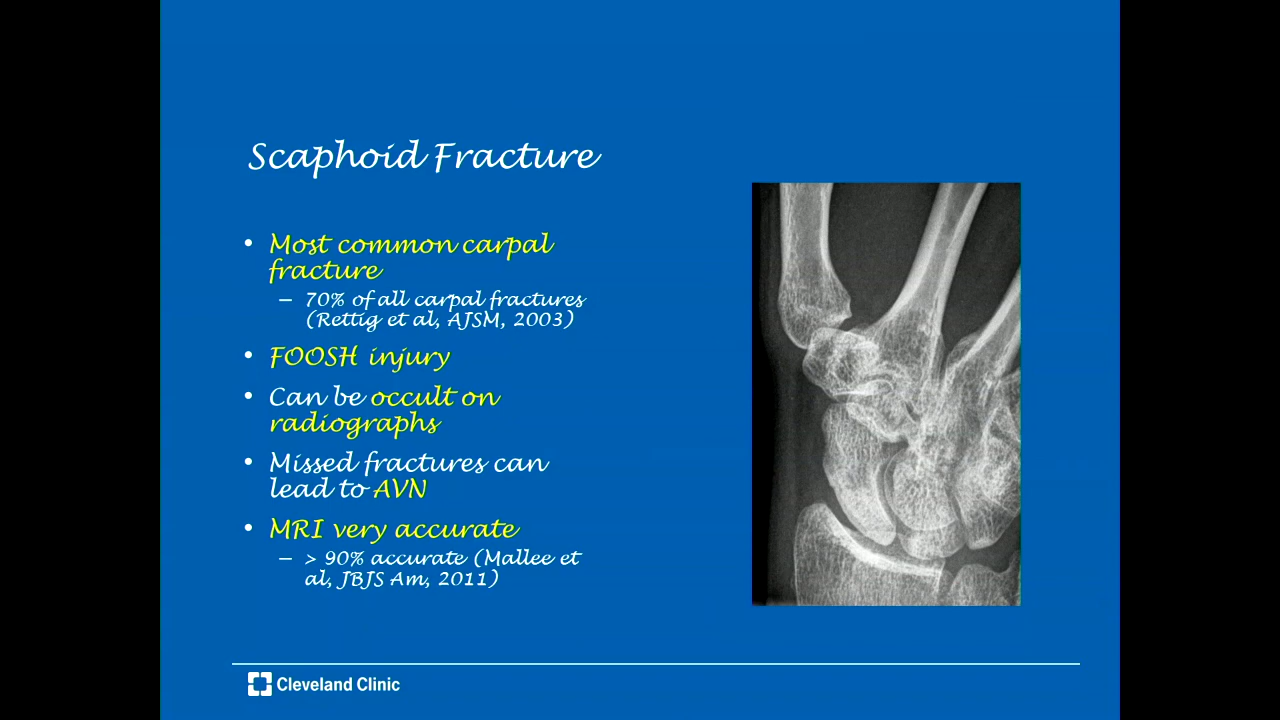 Scaphoid Fracture
• Most common carpal
fracture
– 70% of all carpal fractures
(Rettig et al, AJSM, 2003)
• FOOSH injury
• Can be occult on
radiographs
• Missed fractures can
lead to AVN
• MRI very accurate
– > 90% accurate (Mallee et
al, JBJS Am, 2011)
Cleveland Clinic